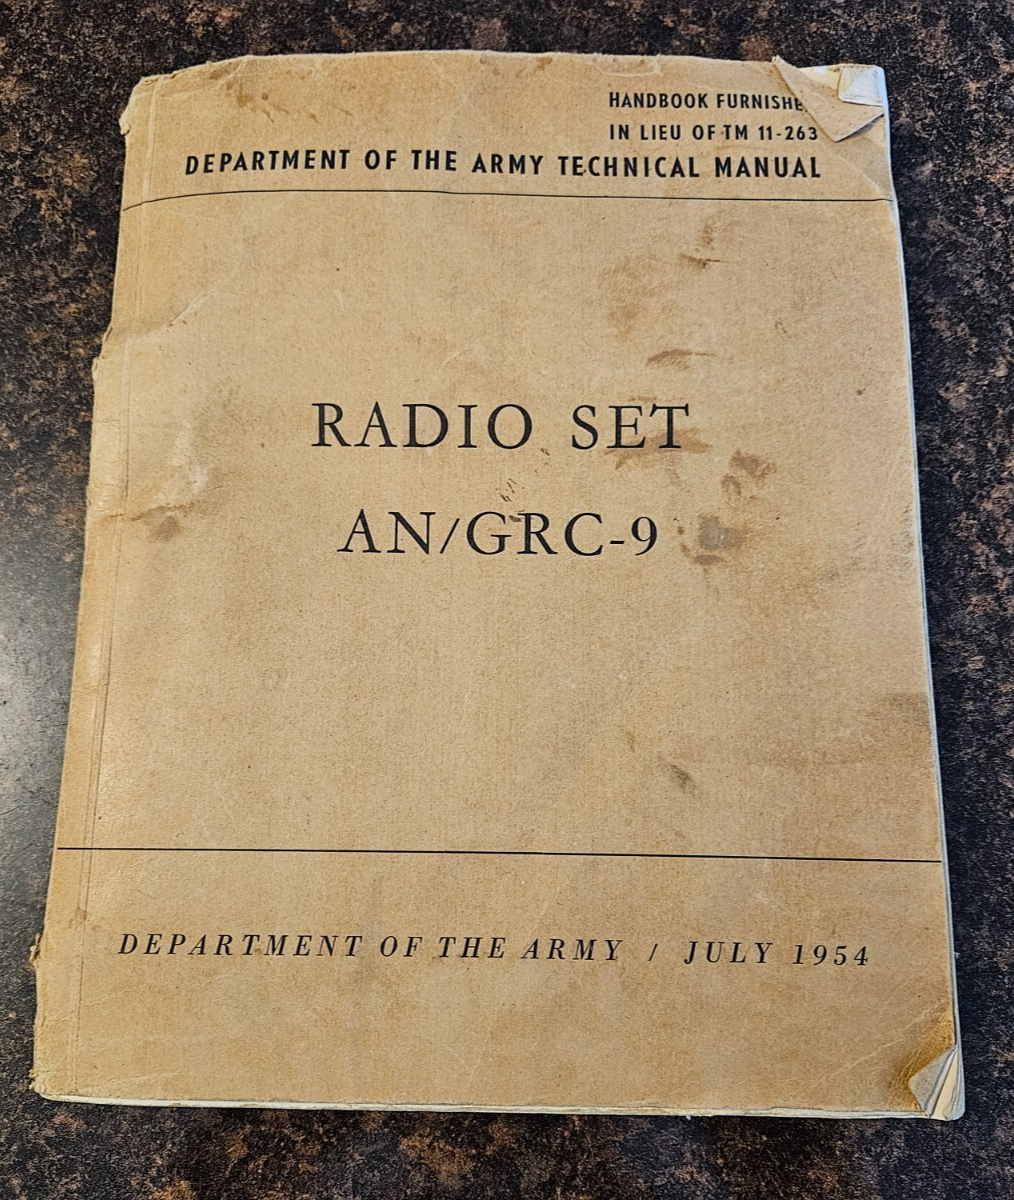 HANDBOOK FURNISHE
IN LIEU OF TM 11-263
DEPARTMENT OF THE ARMY TECHNICAL MANUAL
RADIO SET
AN/GRC-9
DEPARTMENT OF THE ARMY / JULY 1954